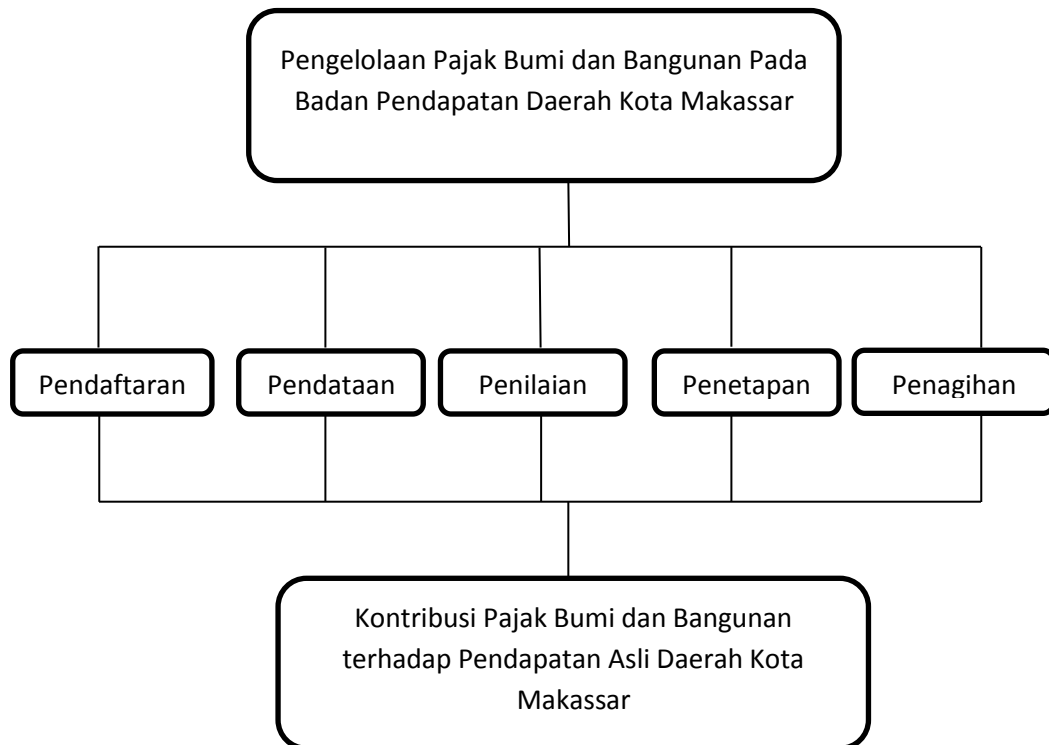 Pengelolaan Pajak Bumi dan Bangunan Pada
Badan Pendapatan Daerah Kota Makassar
Pendaftaran
Pendataan
Penilaian
Penetapan
Penagihan
Kontribusi Pajak Bumi dan Bangunan
terhadap Pendapatan Asli Daerah Kota
Makassar